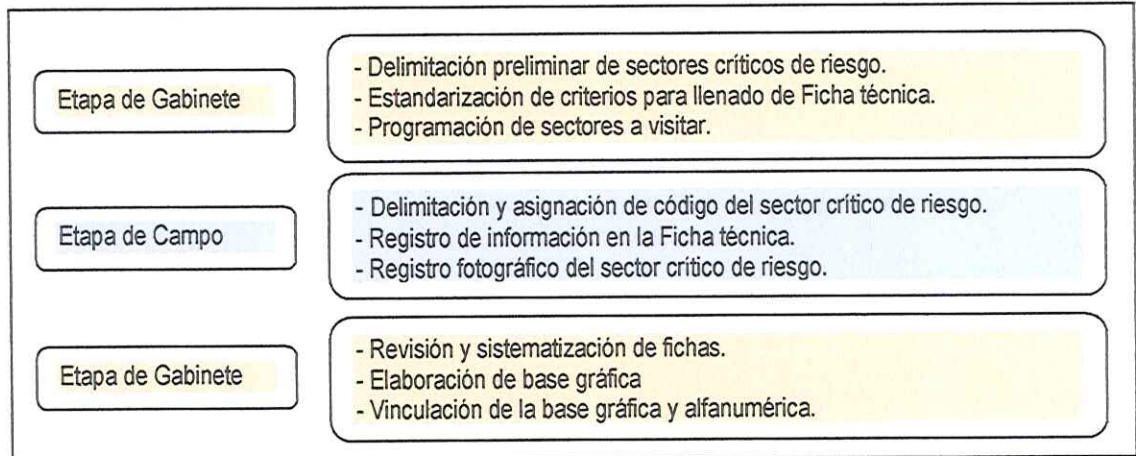 Etapa de Gabinete
- Delimitación preliminar de sectores críticos de riesgo.
- Estandarización de criterios para llenado de Ficha técnica.
- Programación de sectores a visitar.
Etapa de Campo
- Delimitación y asignación de código del sector crítico de riesgo.
- Registro de información en la Ficha técnica.
- Registro fotográfico del sector crítico de riesgo.
Etapa de Gabinete
- Revisión y sistematización de fichas.
- Elaboración de base gráfica
- Vinculación de la base gráfica y alfanumérica.